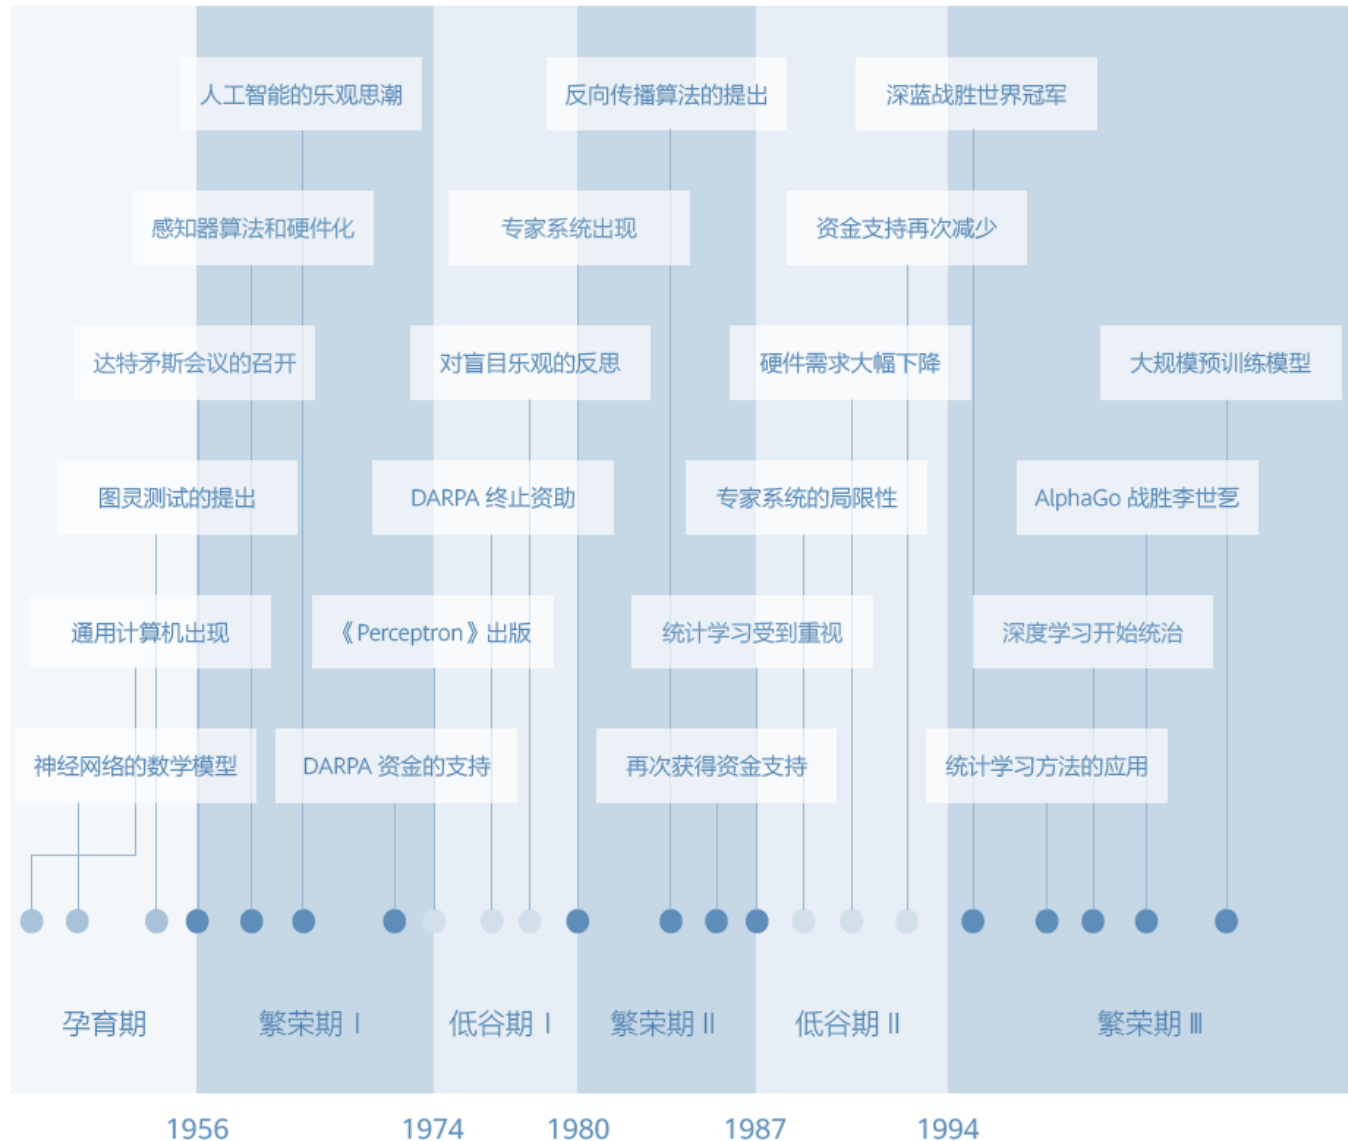 人工智能的乐观思潮
反向传播算法的提出
深蓝战胜世界冠军
感知器算法和硬件化
专家系统出现
资金支持再次减少
达特矛斯会议的召开
对盲目乐观的反思
硬件需求大幅下降
大规模预训练模型
图灵测试的提出
DARPA 终止资助
专家系统的局限性
AlphaGo 战胜李世乭
通用计算机出现
《Perceptron》出版
统计学习受到重视
深度学习开始统治
神经网络的数学模型
DARPA 资金的支持
再次获得资金支持
统计学习方法的应用
孕育期
繁荣期 I
低谷期 I
繁荣期 II
低谷期 II
繁荣期 III
1956
1974
1980
1987
1994